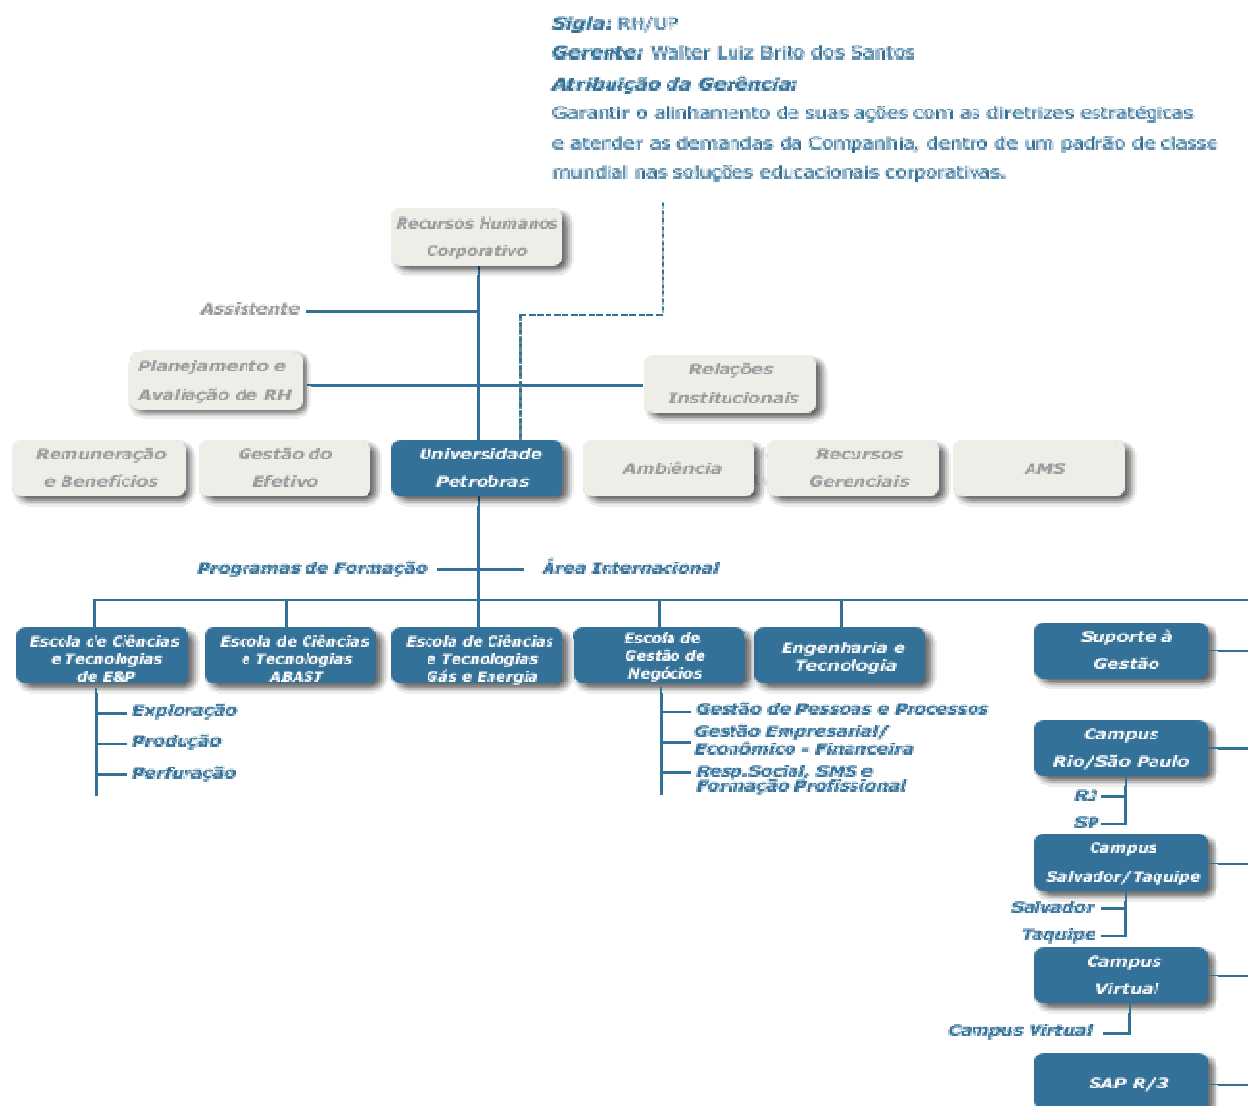 Sigla: RH/UP
Gerente: Walter Luiz Brito dos Santos
Atribuição da Gerência:
Garantir o alinhamento de suas ações com as diretrizes estratégicas
e atender as demandas da Companhia, dentro de um padrão de classe
mundial nas soluções educacionais corporativas.
Recursos Humanos
Corporativo
Assistente
Planejamento e
Avaliação de RH
Relações
Institucionais
Remuneração
e Benefícios
Gestão do
Efetivo
Universidade
Petrobras
Ambiência
Recursos
Gerenciais
AMS
Programas de Formação
Área Internacional
Escola de Ciências
e Tecnologias
de E&P
Escola de Ciências
e Tecnologias
ABAST
Escola de Ciências
e Tecnologias
Gás e Energia
Escola de
Gestão de
Negócios
Engenharia e
Tecnologia
Suporte à
Gestão
Exploração
Produção
Perfuração
Gestão de Pessoas e Processos
Gestão Empresarial/
Econômico - Financeira
Resp.Social, SMS e
Formação Profissional
Campus
Rio/São Paulo
RJ
SP
Campus
Salvador/Taquipe
Salvador
Taquipe
Campus
Virtual
Campus Virtual
SAP R/3